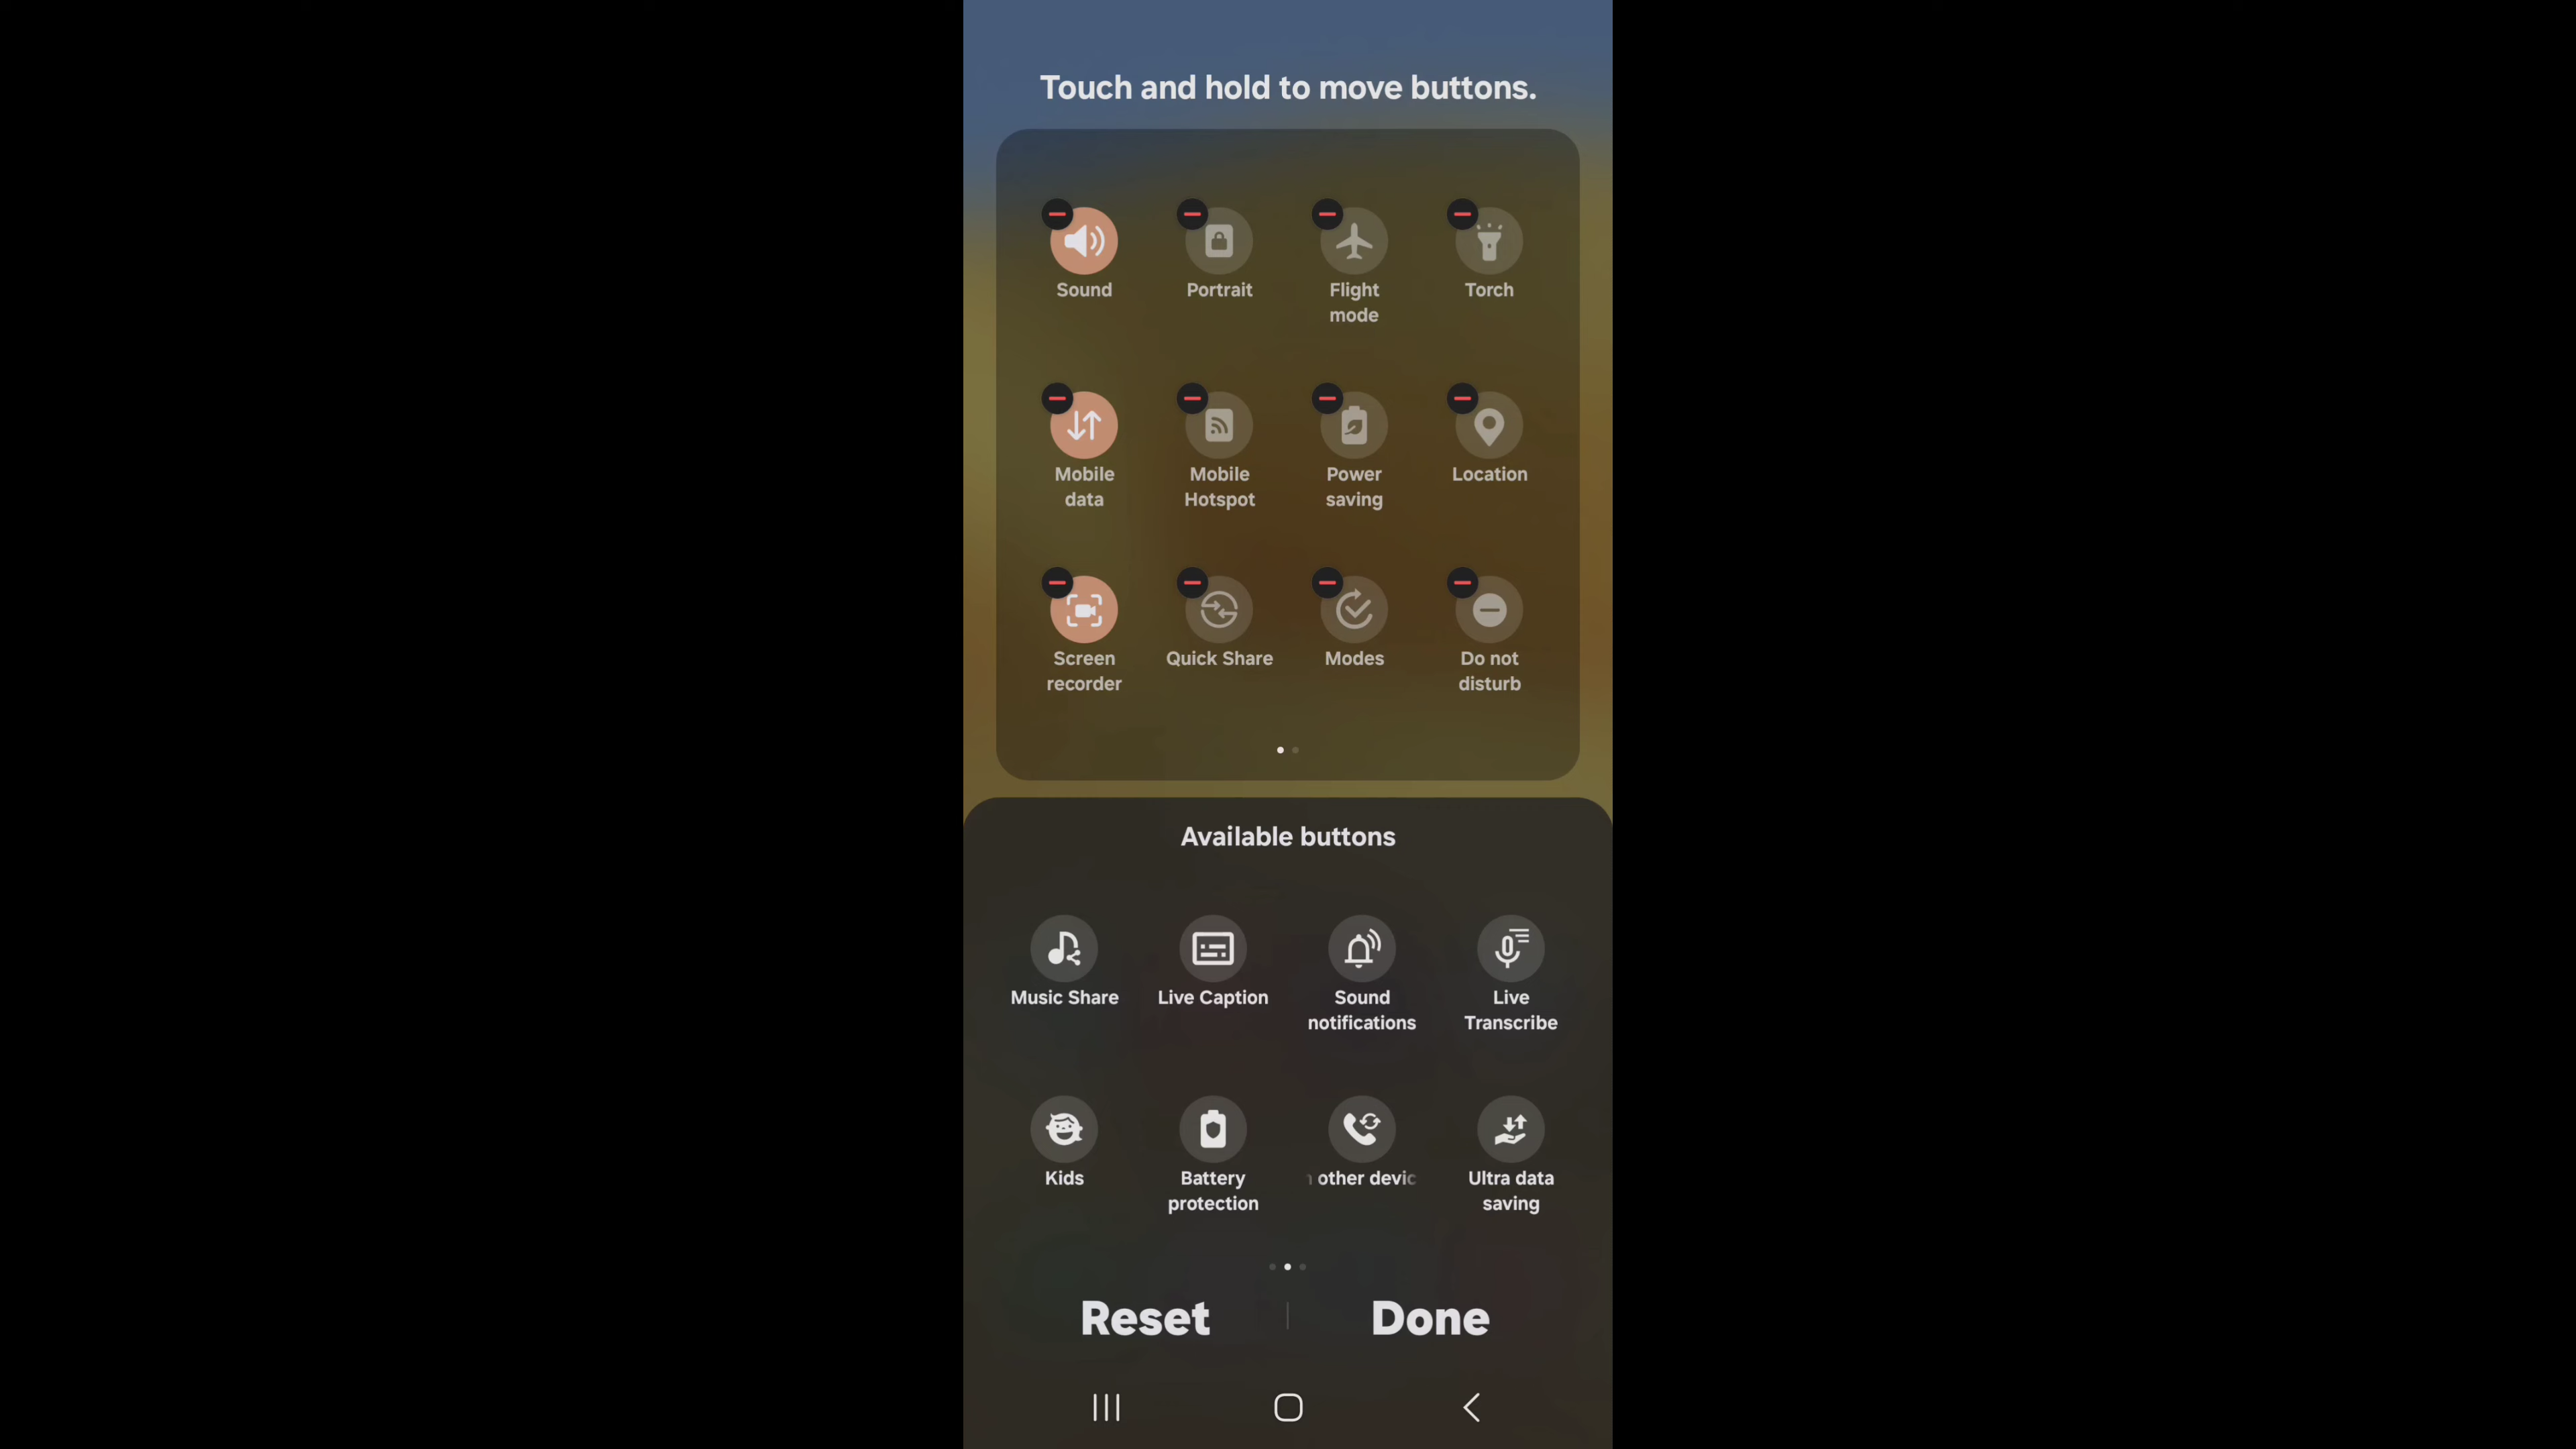 Touch and hold to move buttons.
Sound
Portrait
Flight
mode
Torch
Mobile
data
Mobile
Hotspot
Power
saving
Location
Screen
recorder
Quick Share
Modes
Do not
disturb
Available buttons
Music Share
Live Caption
Sound
notifications
Live
Transcribe
Kids
Battery
protection
other devic
Ultra data
saving
Reset
Done